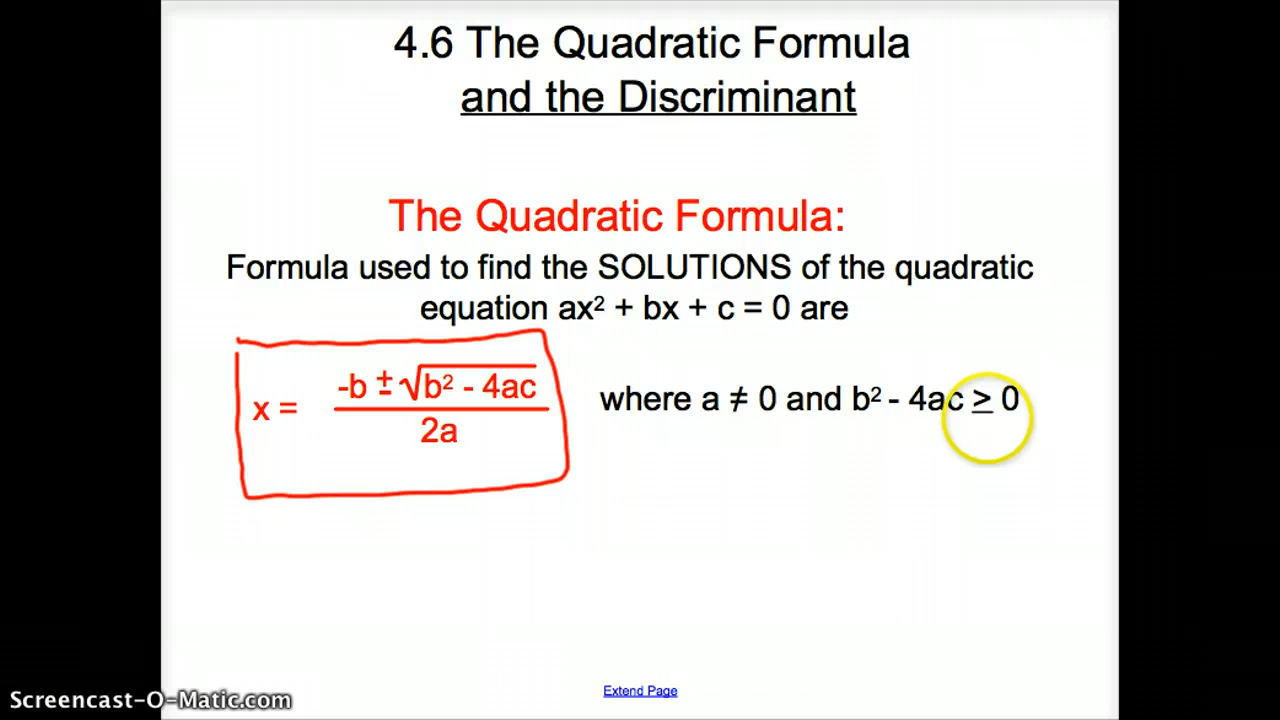 4.6 The Quadratic Formula
and the Discriminant
The Quadratic Formula:
Formula used to find the SOLUTIONS of the quadratic
equation ax² + bx + c = 0 are
x = -b ± √b² - 4ac / 2a where a ≠ 0 and b² - 4ac ≥ 0
Extend Page
Screencast-O-Matic.com